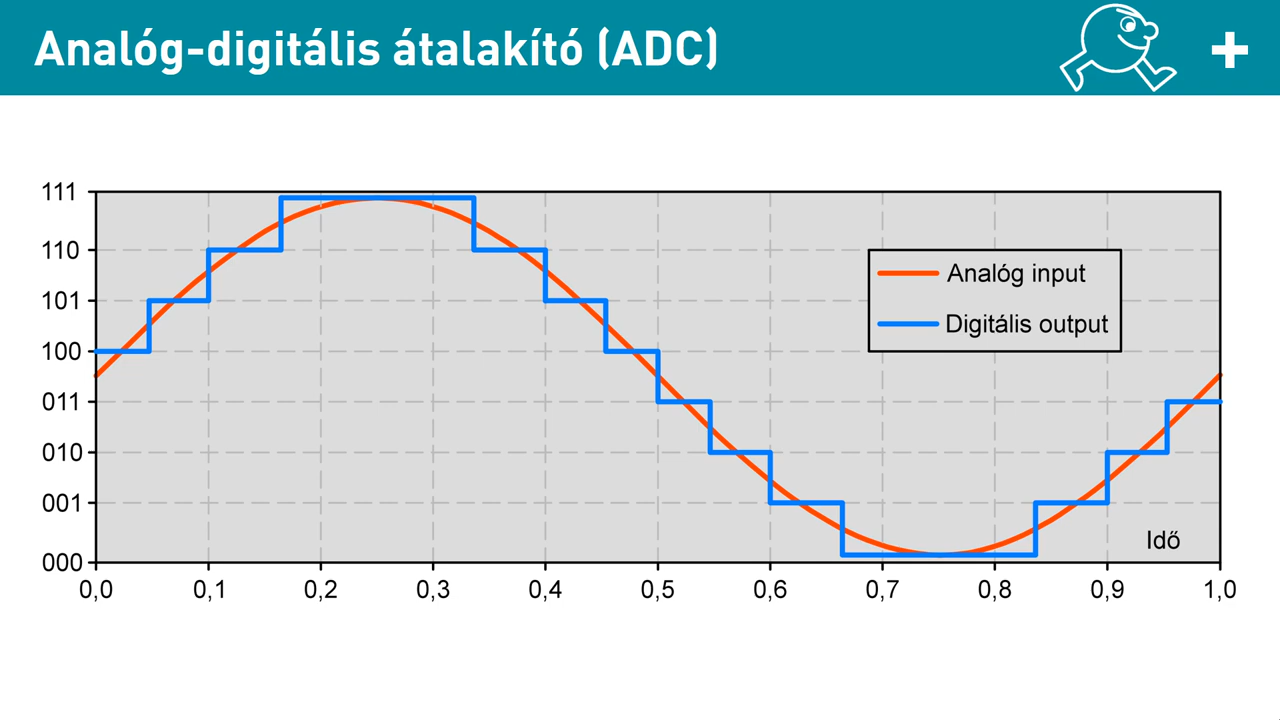 Analóg-digitális átalakító (ADC)
111
110
101
100
011
010
001
000
Analóg input
Digitális output
Idő
0,0 0,1 0,2 0,3 0,4 0,5 0,6 0,7 0,8 0,9 1,0